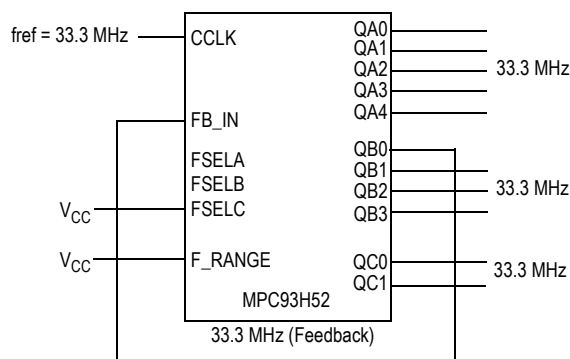 fref = 33.3 MHz
CCLK
QA0
QA1
QA2
QA3
QA4
33.3 MHz
FB_IN
QB0
QB1
QB2
QB3
33.3 MHz
FSELA
FSELB
VCC
FSELC
VCC
F_RANGE
QC0
QC1
33.3 MHz
MPC93H52
33.3 MHz (Feedback)